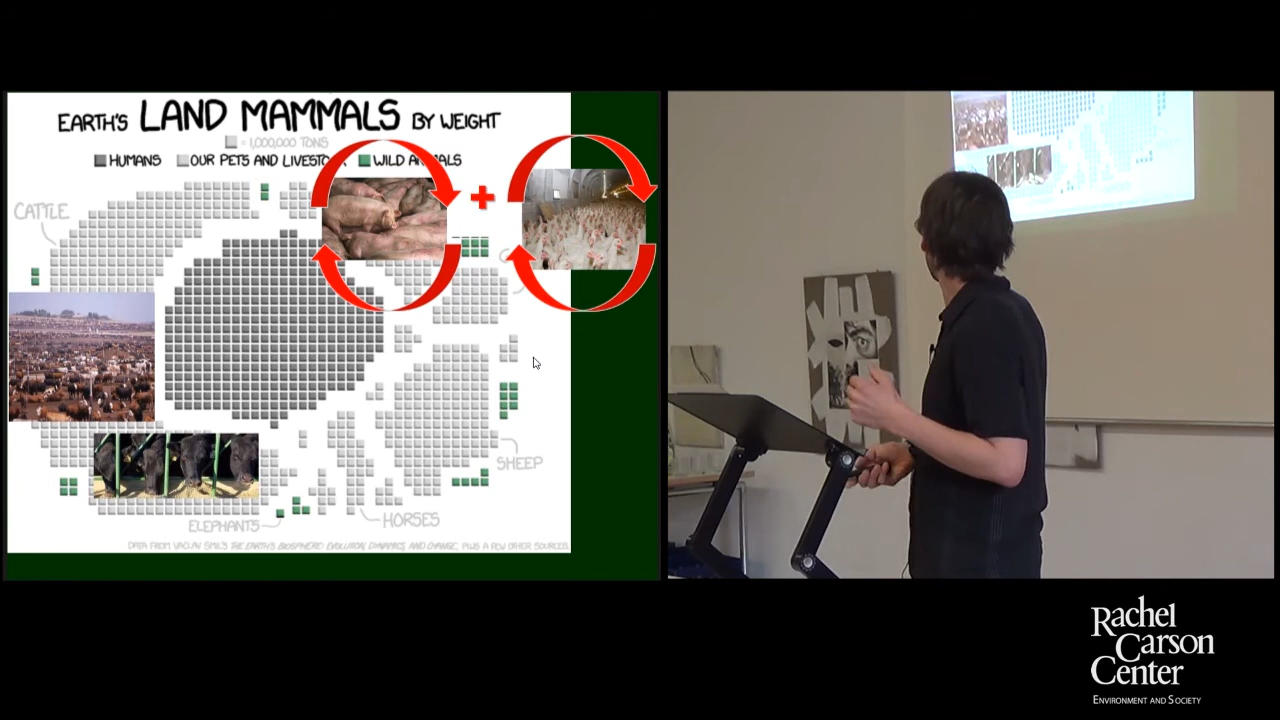 EARTH'S LAND MAMMALS BY WEIGHT
= 1,000,000 TONS
HUMANS OUR PETS AND LIVESTOCK WILD ANIMALS
CATTLE
SHEEP
ELEPHANTS
HORSES
DATA FROM VACLAV SMIL'S THE EARTH'S BIOSPHERE: EVOLUTION, DYNAMICS, AND CHANGE, PLUS A FEW OTHER SOURCES.
Rachel
Carson
Center
ENVIRONMENT AND SOCIETY